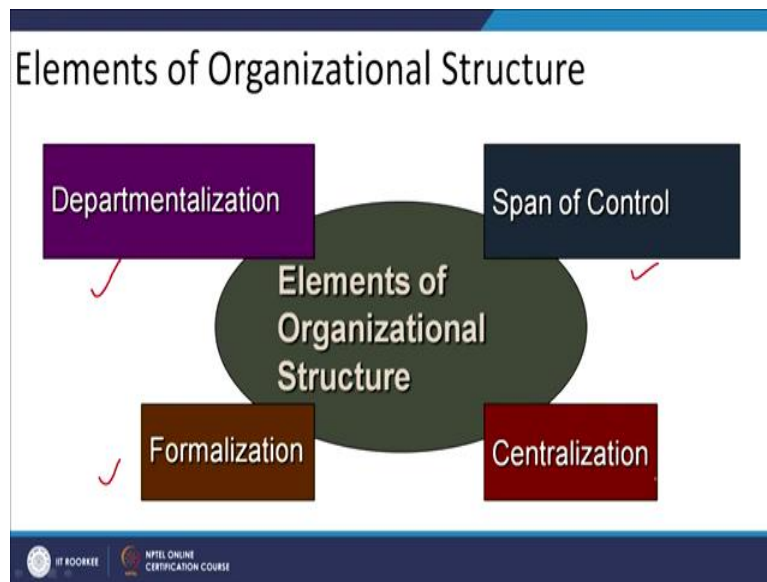 Elements of Organizational Structure
Departmentalization
Span of Control
Elements of
Organizational
Structure
Formalization
Centralization
IIT ROORKEE
NPTEL ONLINE
CERTIFICATION COURSE